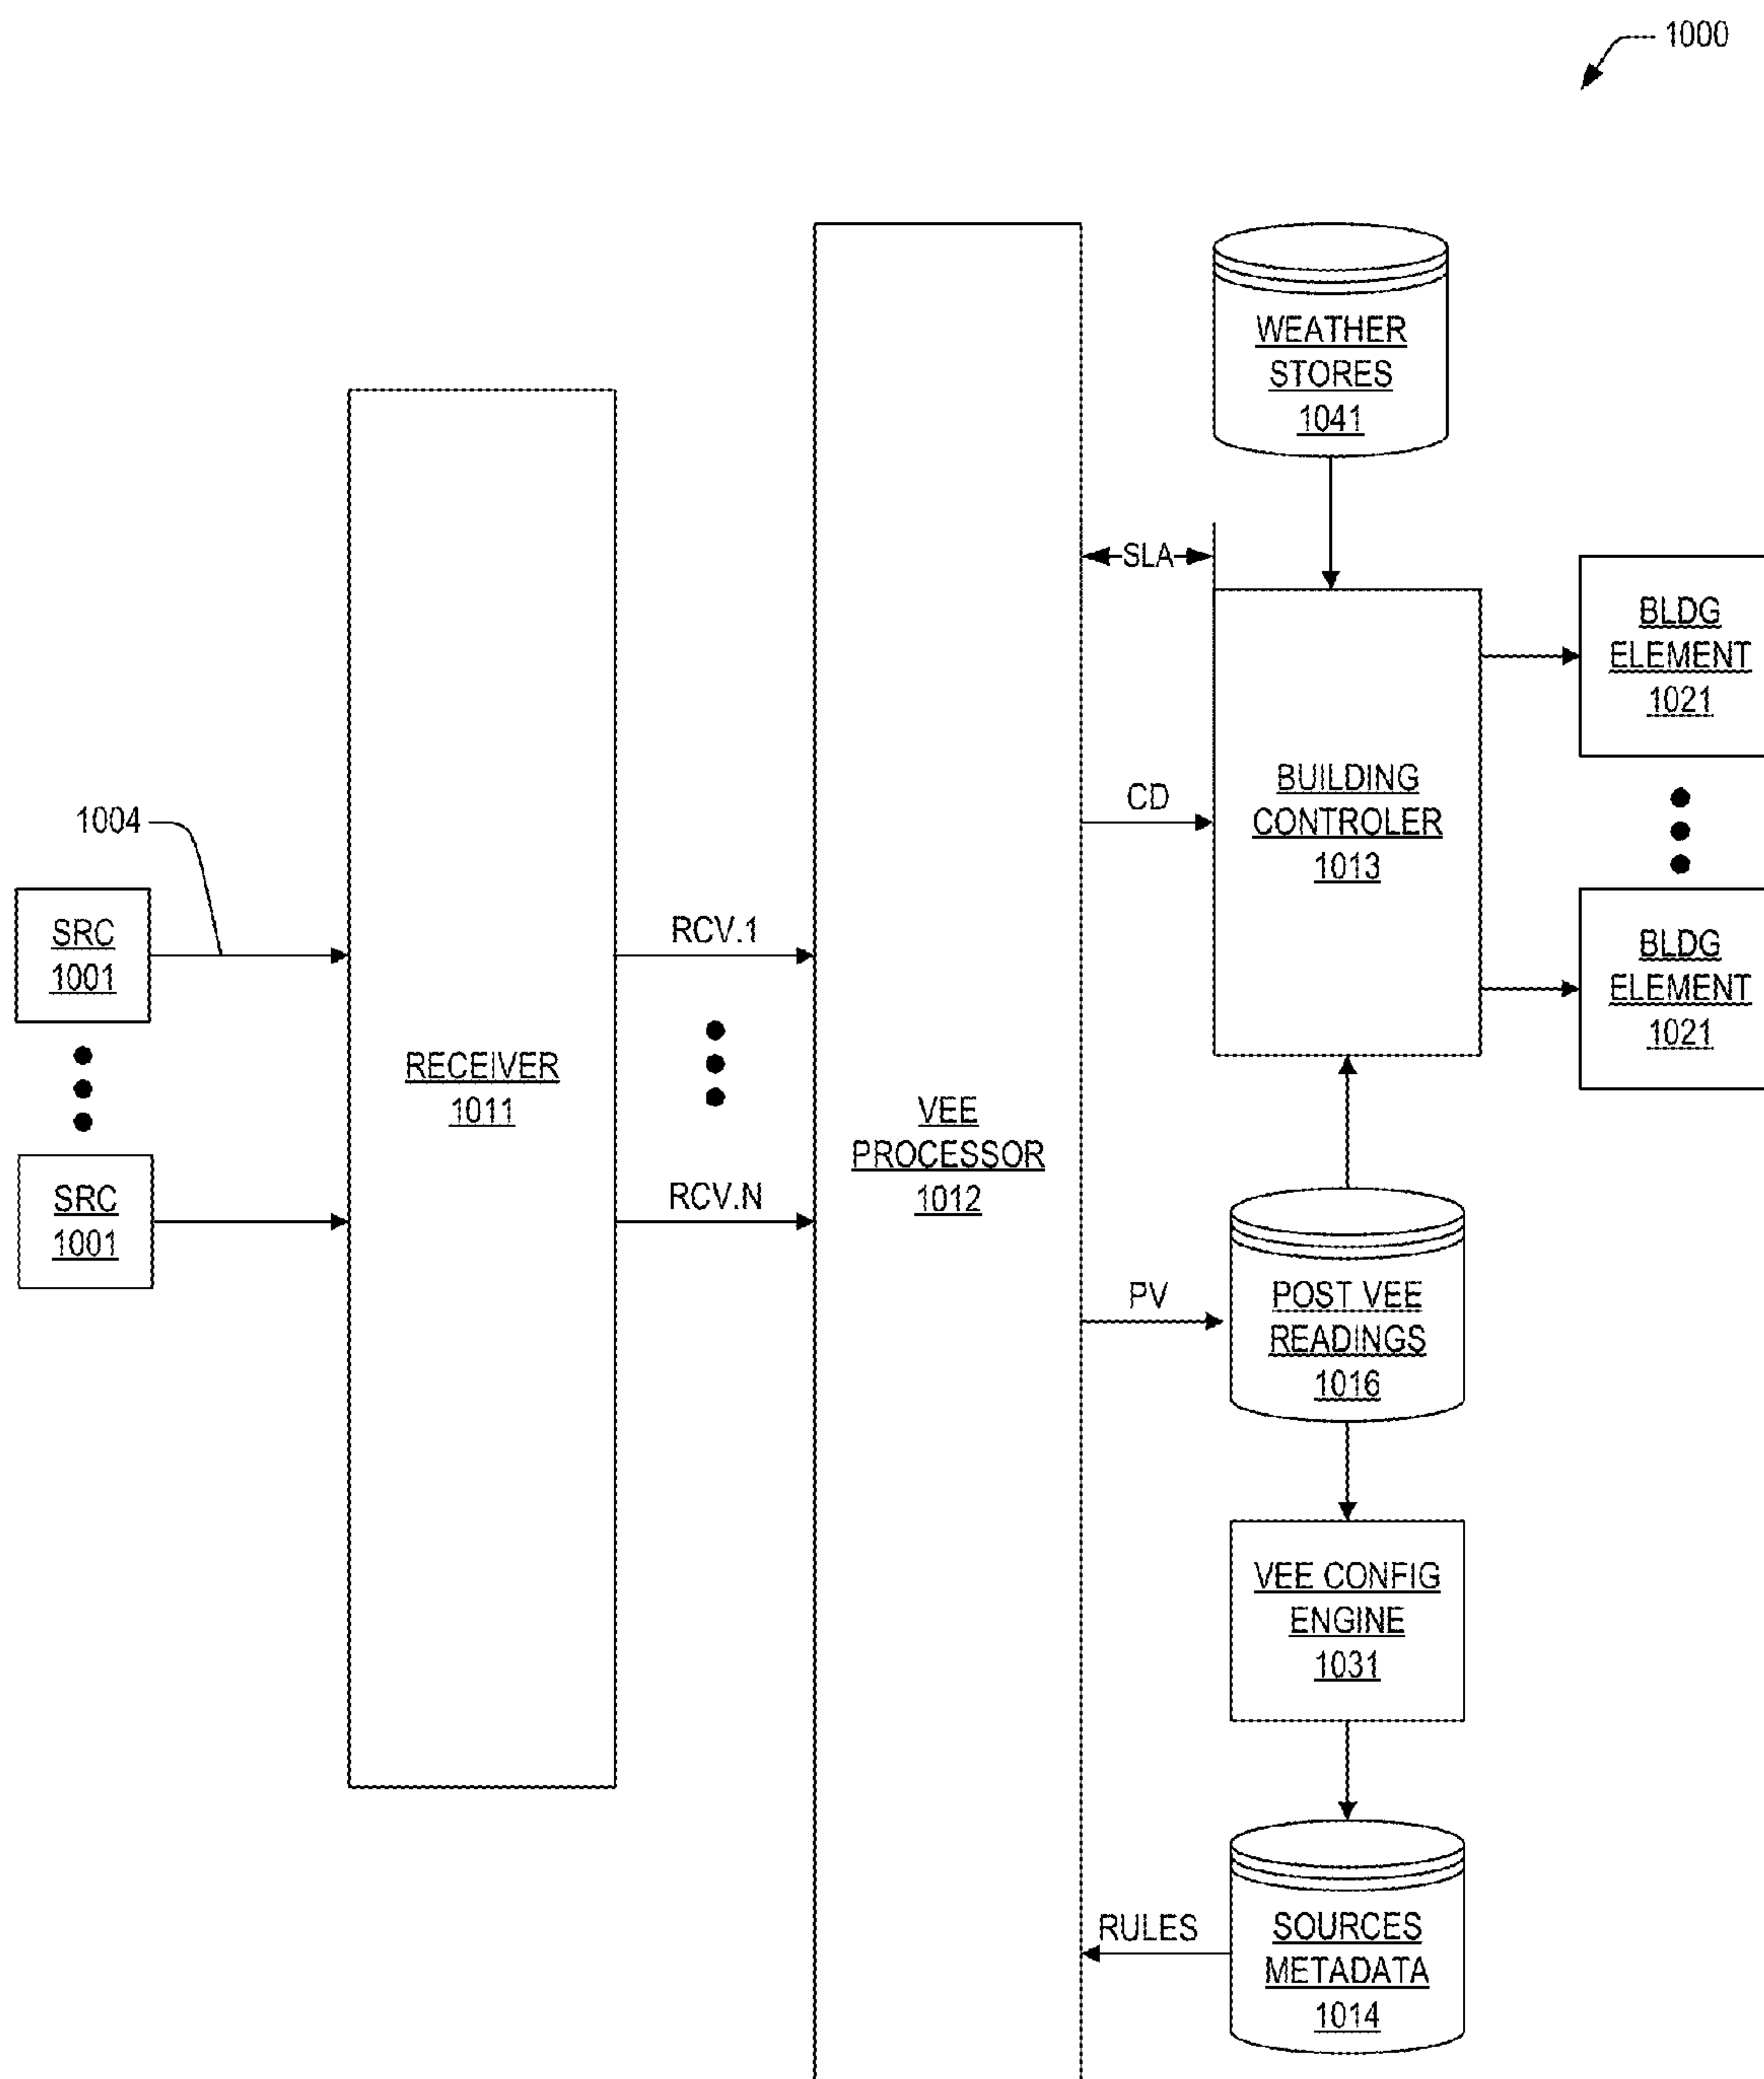 1000
WEATHER
STORES
1041
SLA
BLDG
ELEMENT
1021
BUILDING
CONTROLER
1013
CD
1004
SRC
1001
RCV.1
BLDG
ELEMENT
1021
RECEIVER
1011
VEE
PROCESSOR
1012
SRC
1001
RCV.N
PV
POST VEE
READINGS
1016
VEE CONFIG
ENGINE
1031
RULES
SOURCES
METADATA
1014